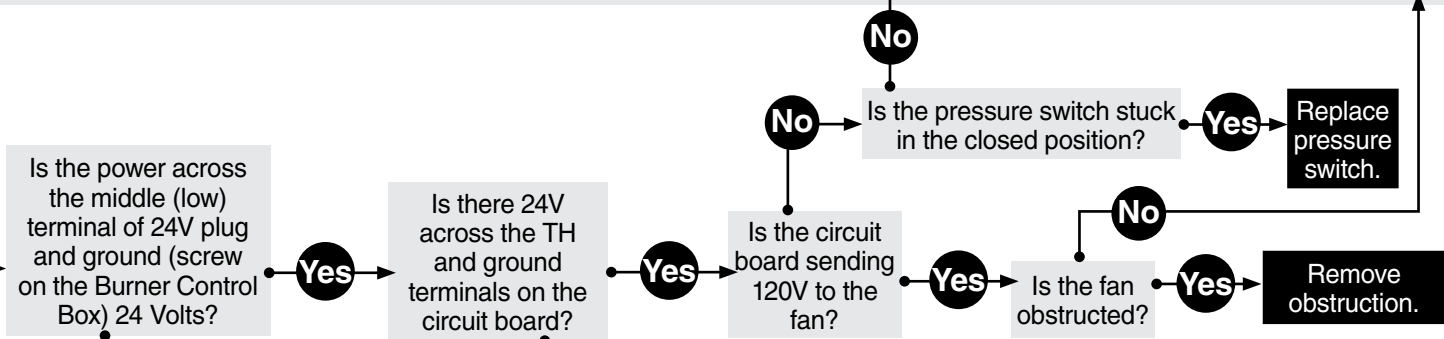 No
Is the pressure switch stuck
in the closed position?
No
Yes
Replace
pressure
switch.
Is the power across
the middle (low)
terminal of 24V plug
and ground (screw
on the Burner Control
Box) 24 Volts?
Yes
Is there 24V
across the TH
and ground
terminals on the
circuit board?
Yes
Is the circuit
board sending
120V to the
fan?
Yes
No
Is the fan
obstructed?
Yes
Remove
obstruction.